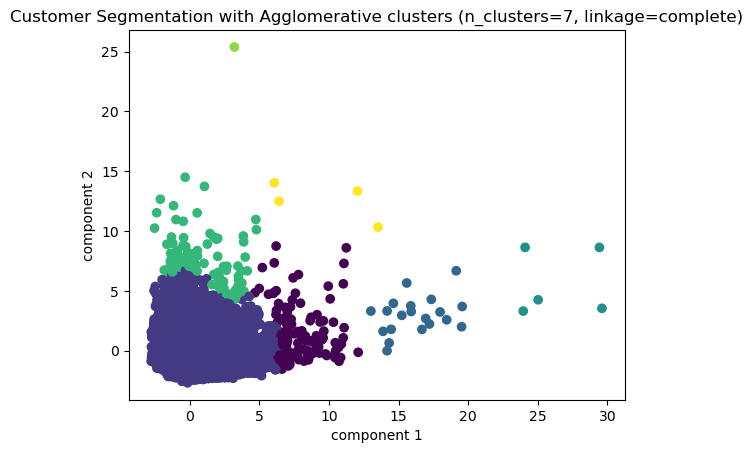 Customer Segmentation with Agglomerative clusters (n_clusters=7, linkage=complete)
25
20
15
10
5
0
component 2
0 5 10 15 20 25 30
component 1